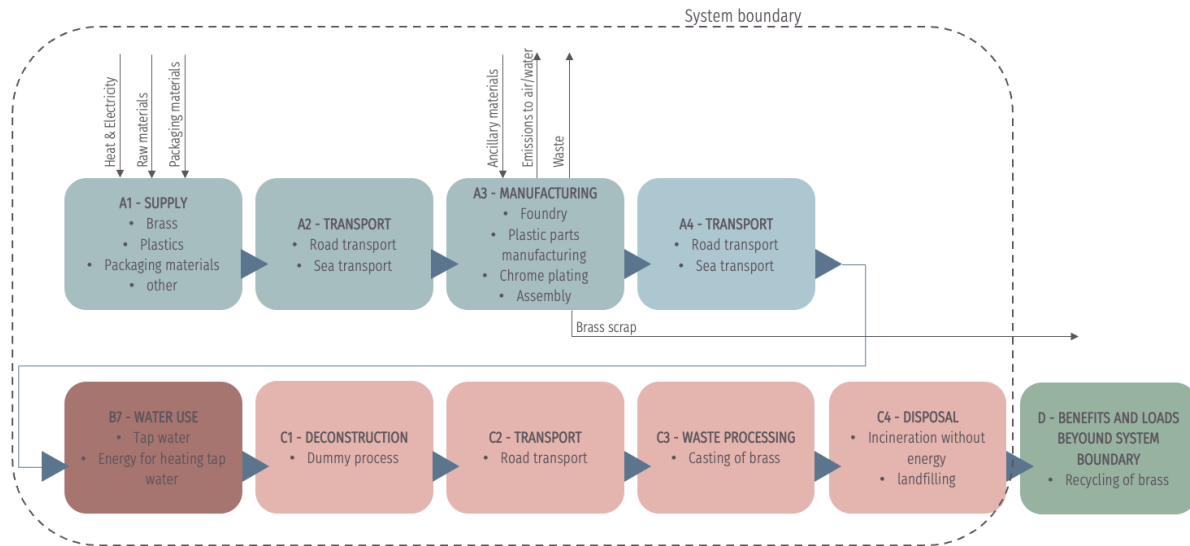 System boundary
Heat & Electricity
Raw materials
Packaging materials
Ancillary materials
Emissions to air/water
Waste
A1 - SUPPLY
• Brass
• Plastics
• Packaging materials
• other
A2 - TRANSPORT
• Road transport
• Sea transport
A3 - MANUFACTURING
• Foundry
• Plastic parts
manufacturing
• Chrome plating
• Assembly
A4 - TRANSPORT
• Road transport
• Sea transport
Brass scrap
B7 - WATER USE
• Tap water
• Energy for heating tap
water
C1 - DECONSTRUCTION
• Dummy process
C2 - TRANSPORT
• Road transport
C3 - WASTE PROCESSING
• Casting of brass
C4 - DISPOSAL
• Incineration without
energy
• landfilling
D - BENEFITS AND LOADS
BEYOUND SYSTEM
BOUNDARY
• Recycling of brass